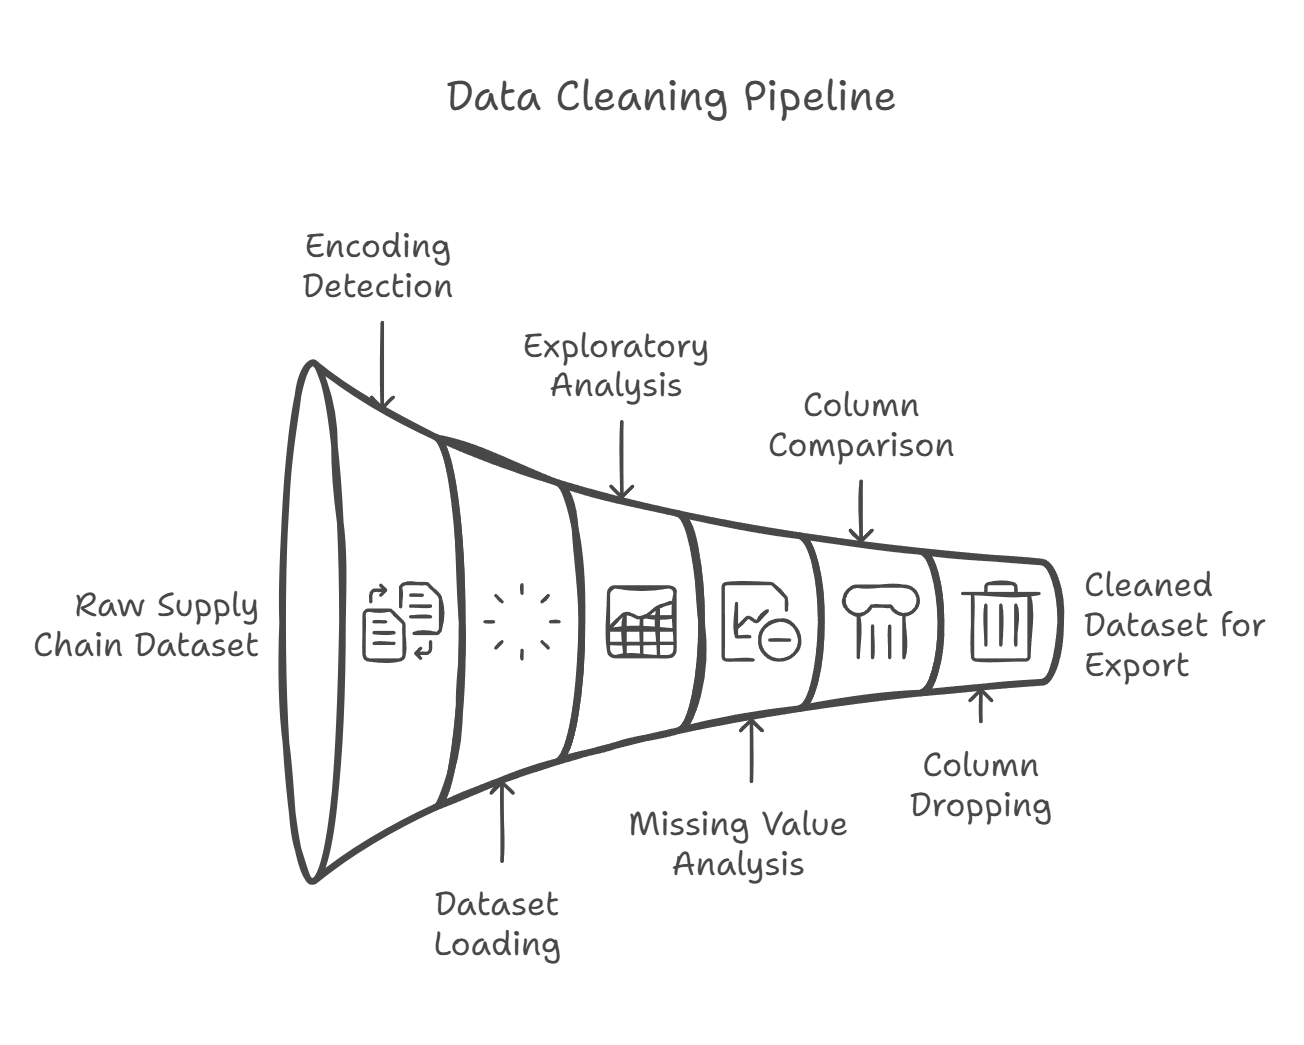 Data Cleaning Pipeline
Encoding
Detection
Exploratory
Analysis
Column
Comparison
Raw Supply
Chain Dataset
Cleaned
Dataset for
Export
Column
Dropping
Missing Value
Analysis
Dataset
Loading